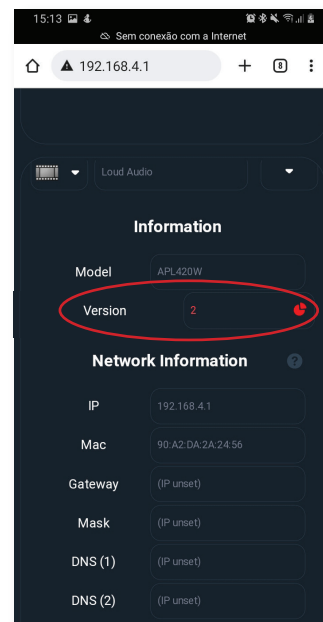 15:13
Sem conexão com a Internet
192.168.4.1
8
Loud Audio
Information
Model APL420W
Version 2
Network Information ?
IP 192.168.4.1
Mac 90:A2:DA:2A:24:56
Gateway (IP unset)
Mask (IP unset)
DNS (1) (IP unset)
DNS (2) (IP unset)